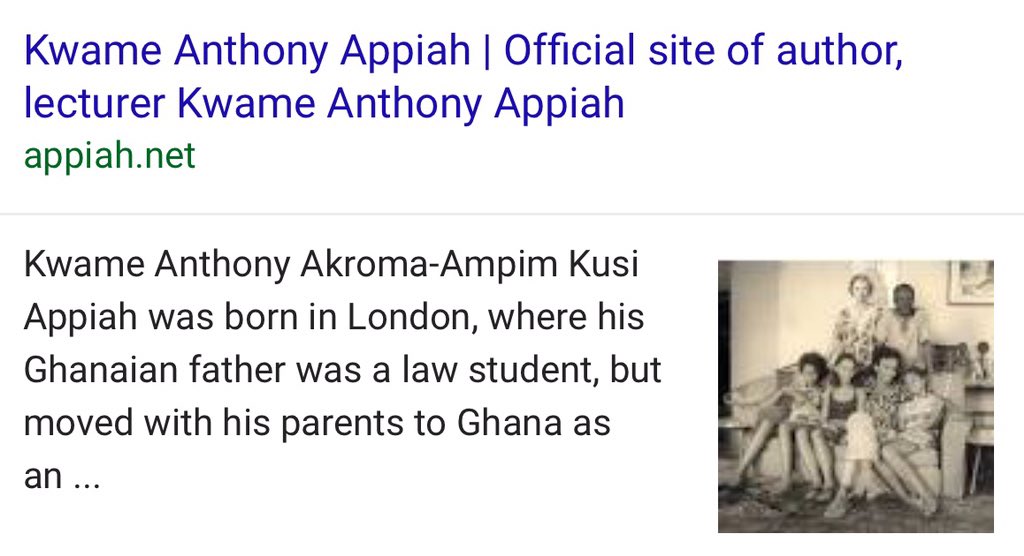 Kwame Anthony Appiah | Official site of author,
lecturer Kwame Anthony Appiah
appiah.net
Kwame Anthony Akroma-Ampim Kusi
Appiah was born in London, where his
Ghanaian father was a law student, but
moved with his parents to Ghana as
an ...